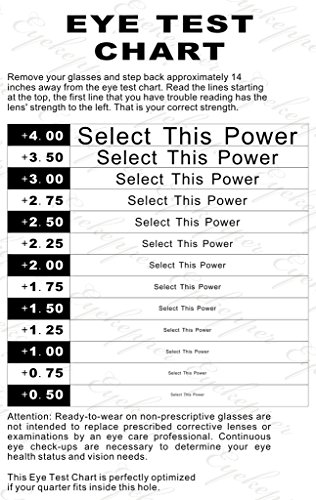 EYE TEST
CHART
Remove your glasses and step back approximately 14
inches away from the eye test chart. Read the lines starting
at the top, the first line that you have trouble reading has the
lens' strength to the left. That is your correct strength.
+4.00 Select This Power
+3.50 Select This Power
+3.00 Select This Power
+2.75 Select This Power
+2.50 Select This Power
+2.25 Select This Power
+2.00 Select This Power
+1.75 Select This Power
+1.50 Select This Power
+1.25 Select This Power
+1.00 Select This Power
+0.75 Select This Power
+0.50 Select This Power
Attention: Ready-to-wear on non-prescriptive glasses are
not intended to replace prescribed corrective lenses or
examinations by an eye care professional. Continuous
eye check-ups are necessary to determine your eye
health status and vision needs.
This Eye Test Chart is perfectly optimized
if your quarter fits inside this hole.
Eyekepper